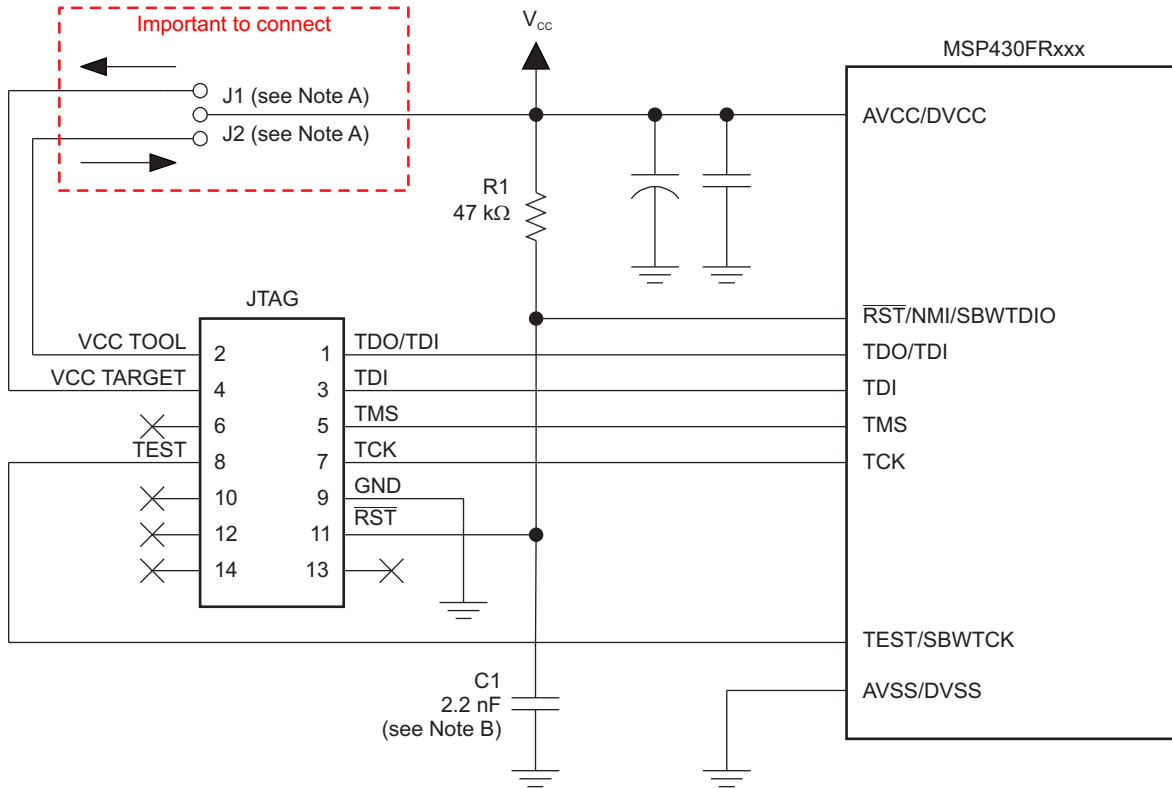 Important to connect
VCC
MSP430FRxxx
J1 (see Note A)
J2 (see Note A)
AVCC/DVCC
R1
47 kΩ
JTAG
RST/NMI/SBWTDIO
VCC TOOL
2
1
TDO/TDI
TDO/TDI
VCC TARGET
4
3
TDI
TDI
6
5
TMS
TMS
TEST
8
7
TCK
TCK
10
9
GND
12
11
RST
14
13
TEST/SBWTCK
C1
2.2 nF
(see Note B)
AVSS/DVSS